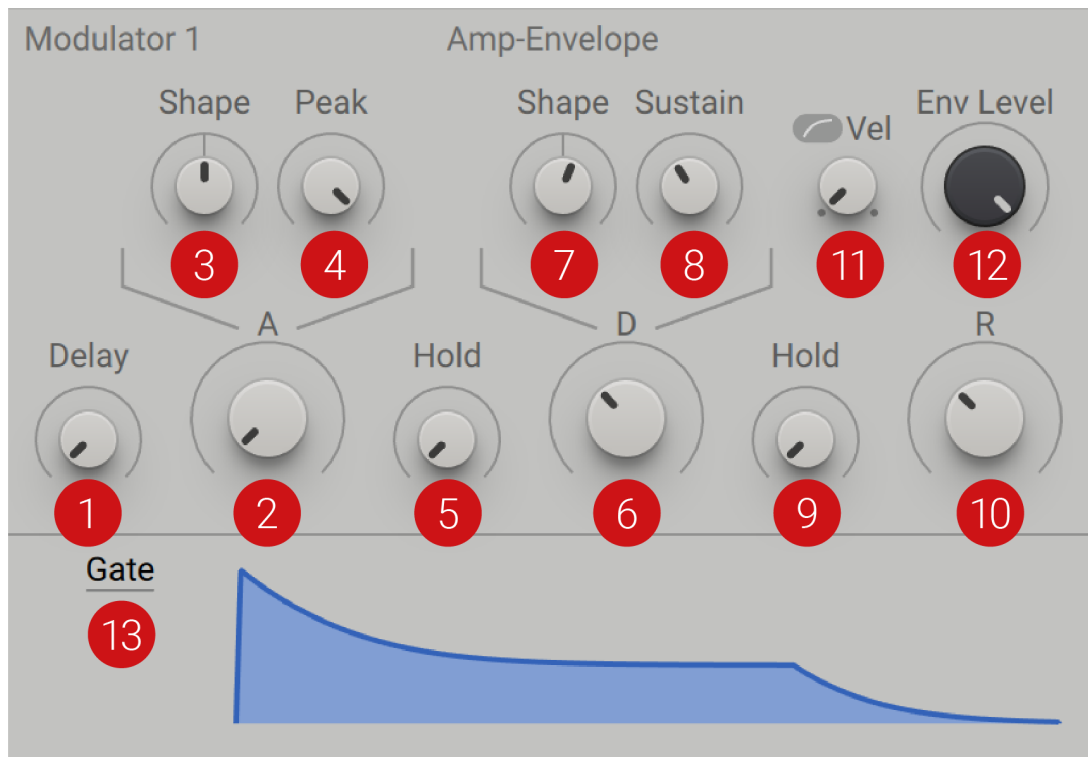 Modulator 1 Amp-Envelope
Shape Peak Shape Sustain Vel Env Level
3 4 7 8 11 12
A D R
Delay Hold Hold
1 2 5 6 9 10
Gate
13